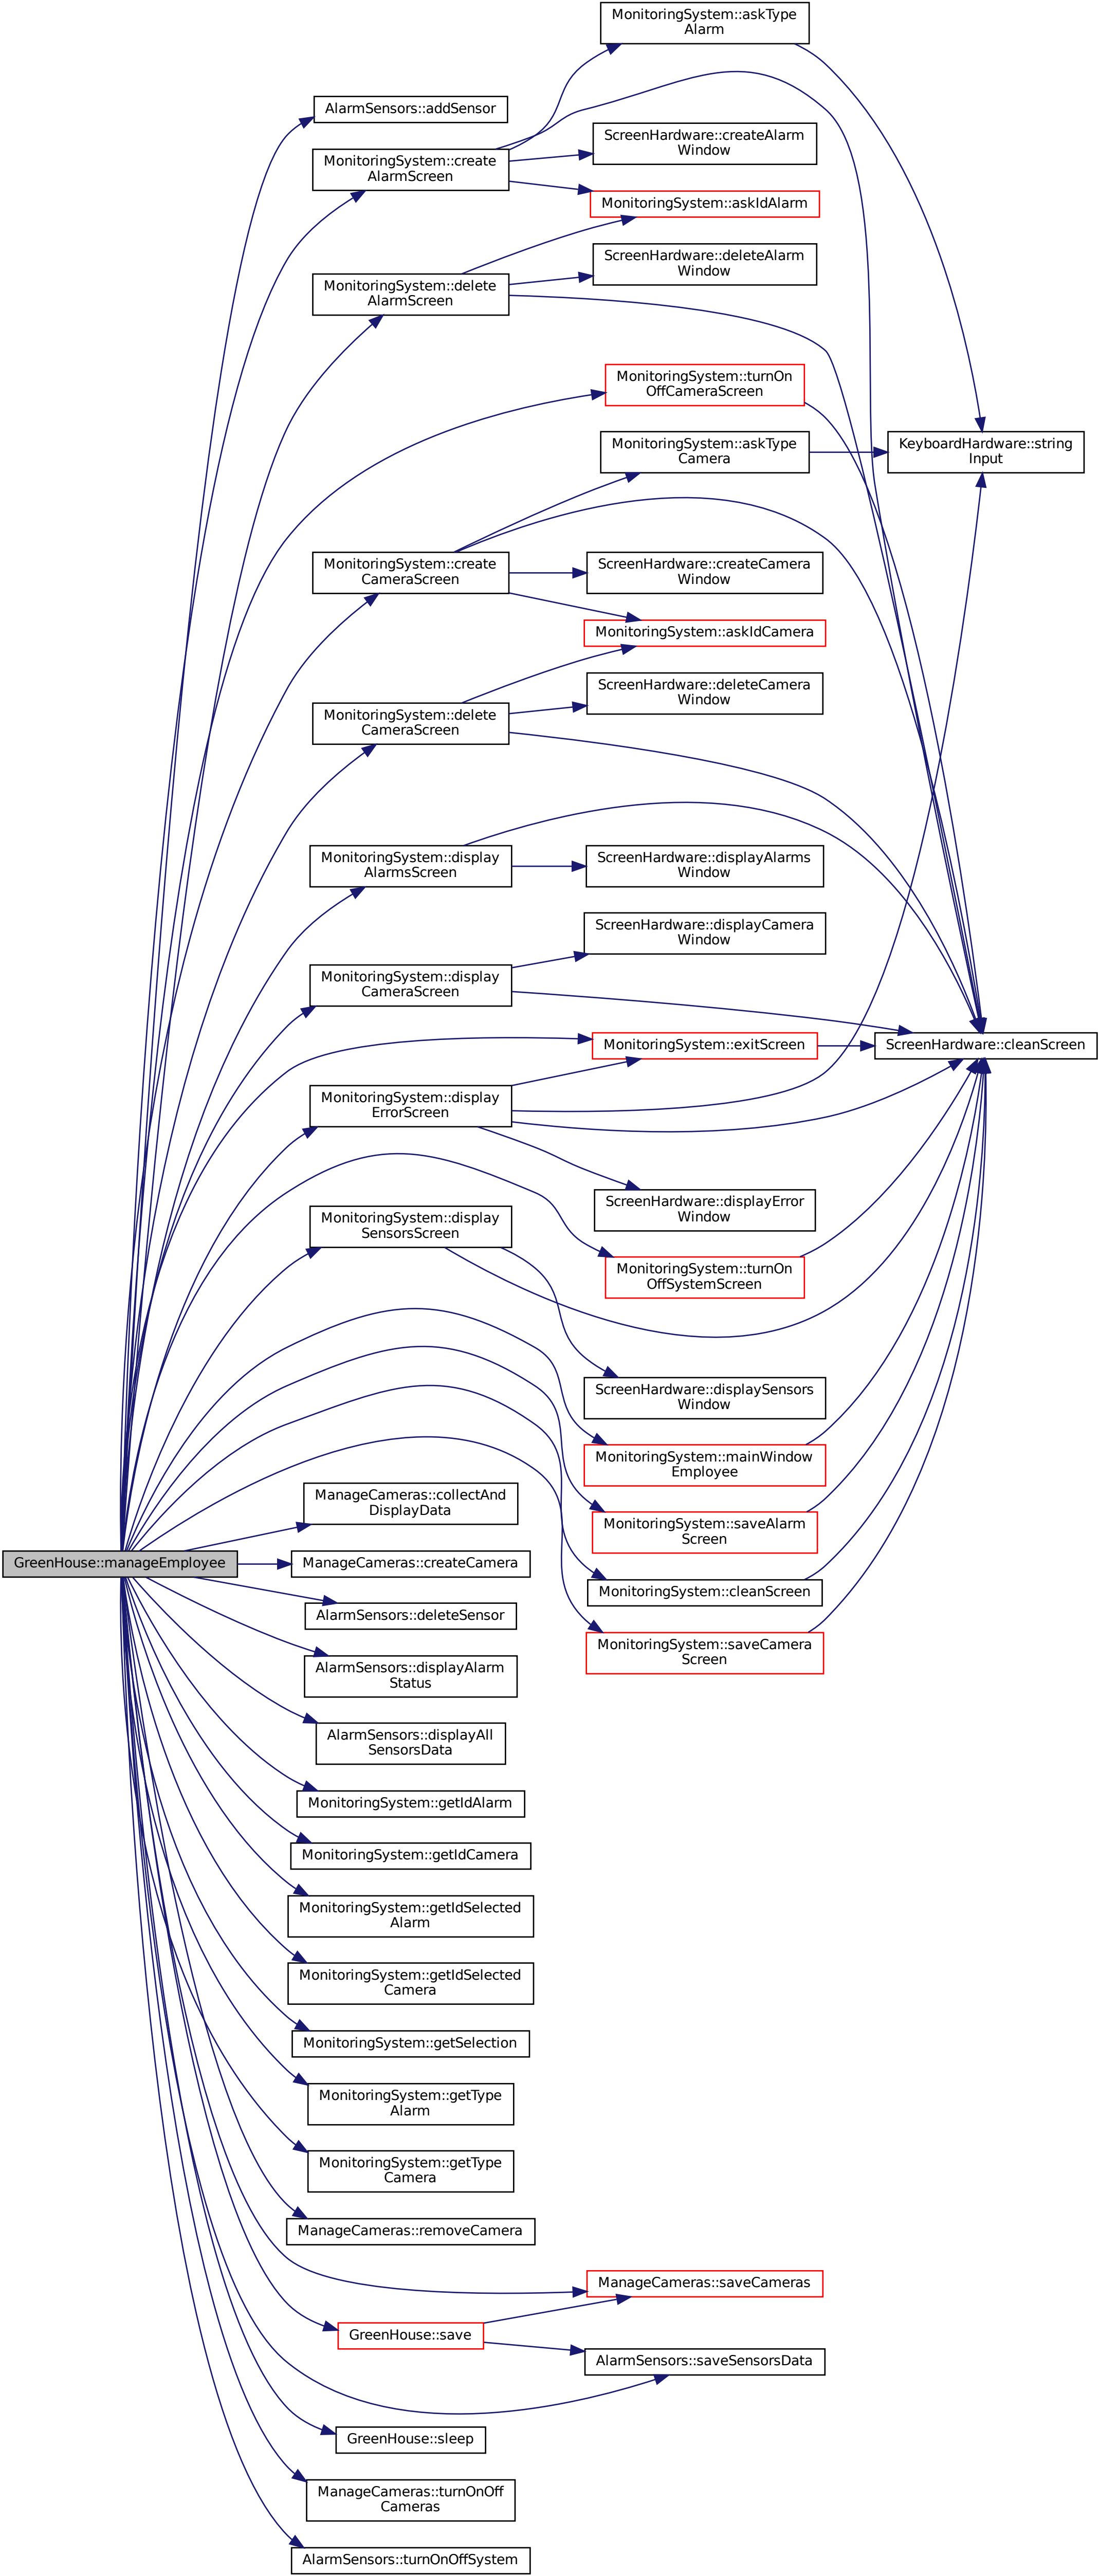 MonitoringSystem::askType
Alarm
AlarmSensors::addSensor
ScreenHardware::createAlarm
Window
MonitoringSystem::create
AlarmScreen
MonitoringSystem::askIdAlarm
ScreenHardware::deleteAlarm
Window
MonitoringSystem::delete
AlarmScreen
MonitoringSystem::turnOn
OffCameraScreen
MonitoringSystem::askType
Camera
KeyboardHardware::string
Input
MonitoringSystem::create
CameraScreen
ScreenHardware::createCamera
Window
MonitoringSystem::askIdCamera
ScreenHardware::deleteCamera
Window
MonitoringSystem::delete
CameraScreen
MonitoringSystem::display
AlarmsScreen
ScreenHardware::displayAlarms
Window
ScreenHardware::displayCamera
Window
MonitoringSystem::display
CameraScreen
MonitoringSystem::exitScreen
ScreenHardware::cleanScreen
MonitoringSystem::display
ErrorScreen
ScreenHardware::displayError
Window
MonitoringSystem::display
SensorsScreen
MonitoringSystem::turnOn
OffSystemScreen
ScreenHardware::displaySensors
Window
MonitoringSystem::mainWindow
Employee
ManageCameras::collectAnd
DisplayData
MonitoringSystem::saveAlarm
Screen
GreenHouse::manageEmployee
ManageCameras::createCamera
MonitoringSystem::cleanScreen
AlarmSensors::deleteSensor
MonitoringSystem::saveCamera
Screen
AlarmSensors::displayAlarm
Status
AlarmSensors::displayAll
SensorsData
MonitoringSystem::getIdAlarm
MonitoringSystem::getIdCamera
MonitoringSystem::getIdSelected
Alarm
MonitoringSystem::getIdSelected
Camera
MonitoringSystem::getSelection
MonitoringSystem::getType
Alarm
MonitoringSystem::getType
Camera
ManageCameras::removeCamera
ManageCameras::saveCameras
GreenHouse::save
AlarmSensors::saveSensorsData
GreenHouse::sleep
ManageCameras::turnOnOff
Cameras
AlarmSensors::turnOnOffSystem